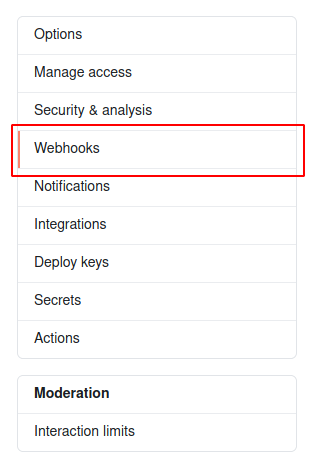 Options
Manage access
Security & analysis
Webhooks
Notifications
Integrations
Deploy keys
Secrets
Actions
Moderation
Interaction limits